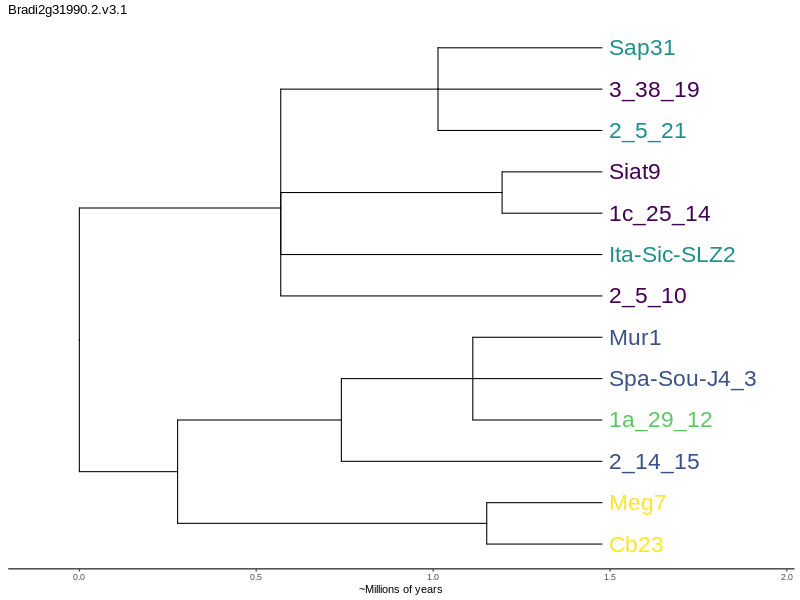 Bradi2g31990.2.v3.1
Sap31
3_38_19
2_5_21
Siat9
1c_25_14
Ita-Sic-SLZ2
2_5_10
Mur1
Spa-Sou-J4_3
1a_29_12
2_14_15
Meg7
Cb23
0.0 0.5 1.0 1.5 2.0
~Millions of years